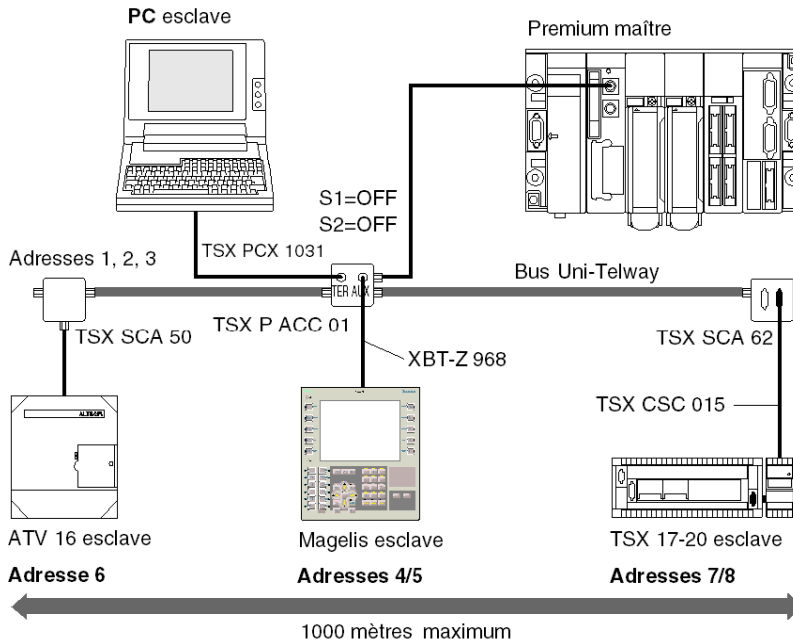 PC esclave
Premium maître
S1=OFF
S2=OFF
TSX PCX 1031
Adresses 1, 2, 3
TER AUX
Bus Uni-Telway
TSX SCA 50
TSX P ACC 01
TSX SCA 62
XBT-Z 968
TSX CSC 015
ATV 16 esclave
Magelis esclave
TSX 17-20 esclave
Adresse 6
Adresses 4/5
Adresses 7/8
1000 mètres maximum